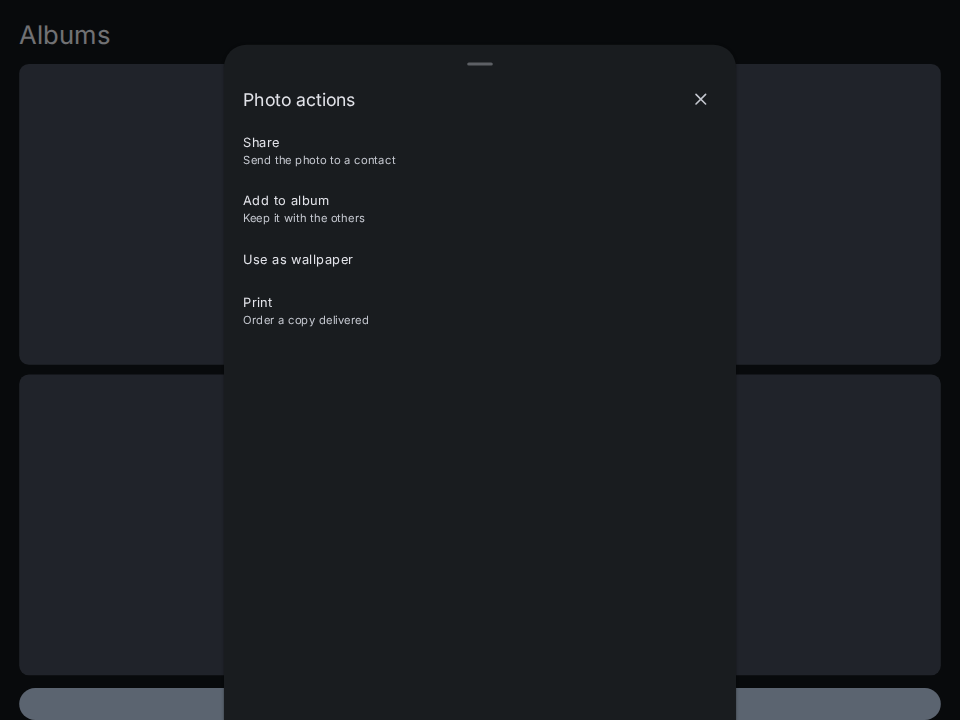 Albums
Photo actions
Share
Send the photo to a contact
Add to album
Keep it with the others
Use as wallpaper
Print
Order a copy delivered